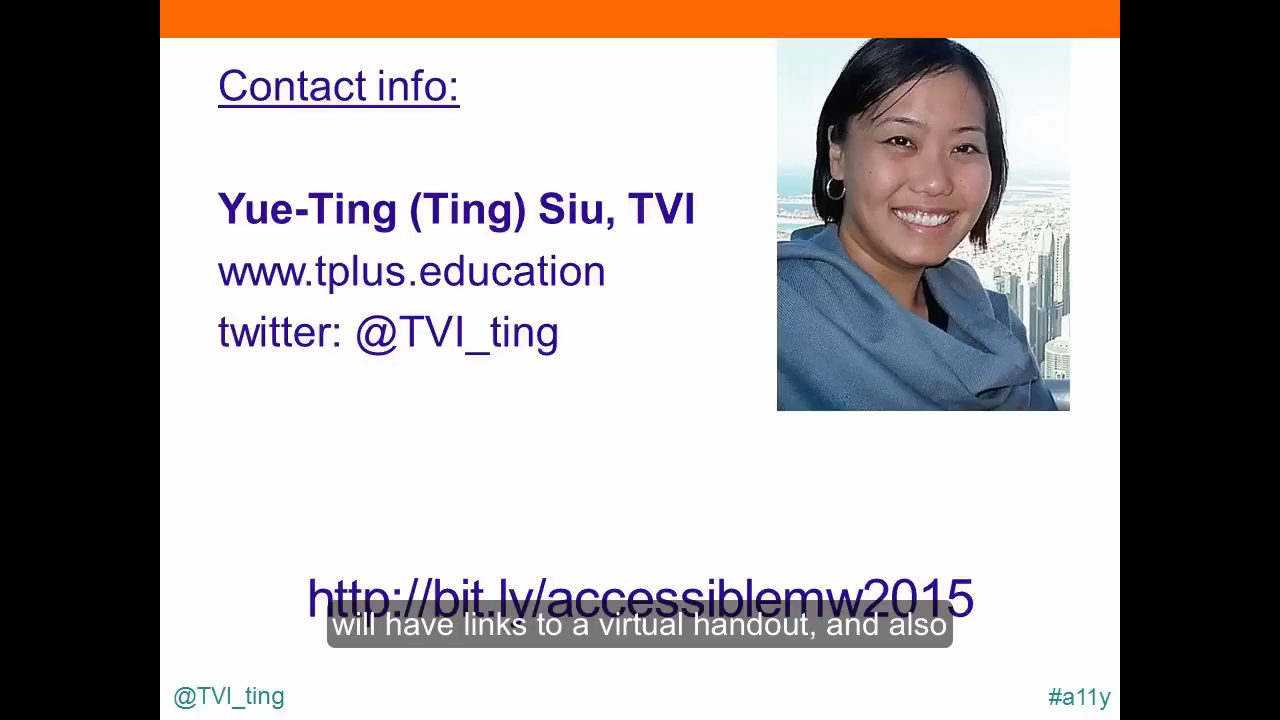 Contact info:
Yue-Ting (Ting) Siu, TVI
www.tplus.education
twitter: @TVI_ting
http://bit.ly/accessiblemw2015
will have links to a virtual handout, and also
@TVI_ting
#a11y